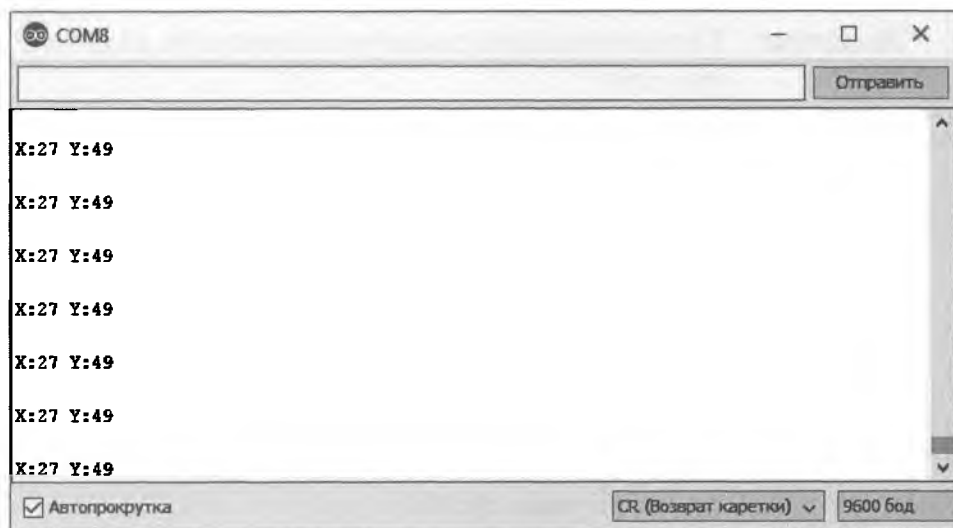 COM8
Отправить
X:27 Y:49
X:27 Y:49
X:27 Y:49
X:27 Y:49
X:27 Y:49
X:27 Y:49
X:27 Y:49
Автопрокрутка
CR (Возврат каретки)
9600 бод